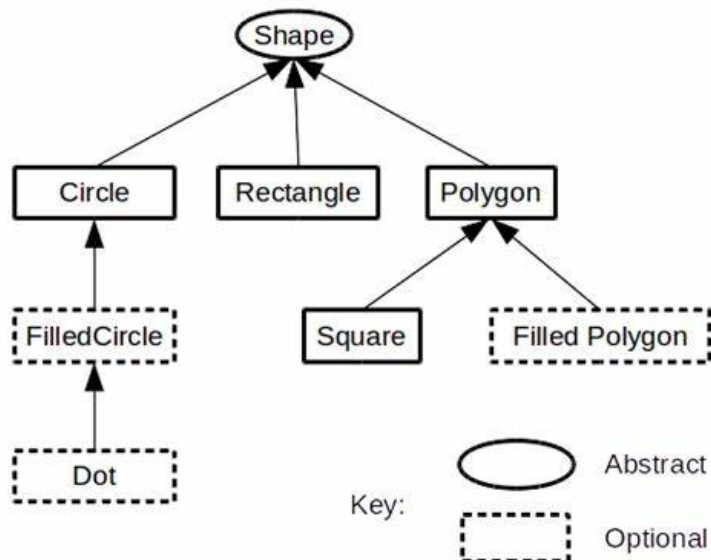 Shape
Circle
Rectangle
Polygon
FilledCircle
Square
Filled Polygon
Dot
Key:
Abstract
Optional